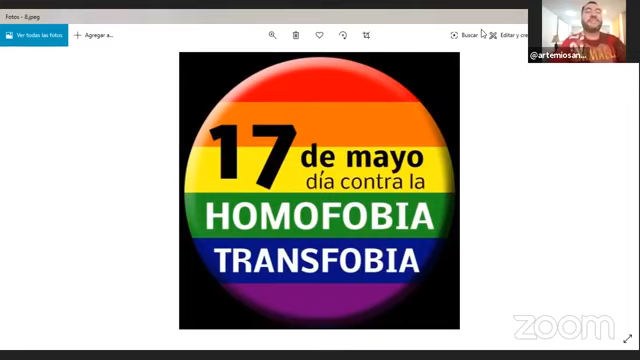 Fotos - 8.jpeg
Ver todas las fotos
Agregar a...
Buscar
Editar y cre
@artemiosan...
17
de mayo
día contra la
HOMOFOBIA
TRANSFOBIA
zoom